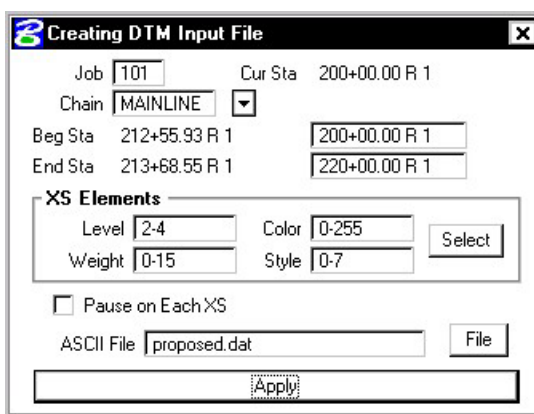 Creating DTM Input File
Job 101 Cur Sta 200+00.00 R 1
Chain MAINLINE
Beg Sta 212+55.93 R 1 200+00.00 R 1
End Sta 213+68.55 R 1 220+00.00 R 1
XS Elements
Level 2-4 Color 0-255
Select
Weight 0-15 Style 0-7
Pause on Each XS
ASCII File proposed.dat File
Apply